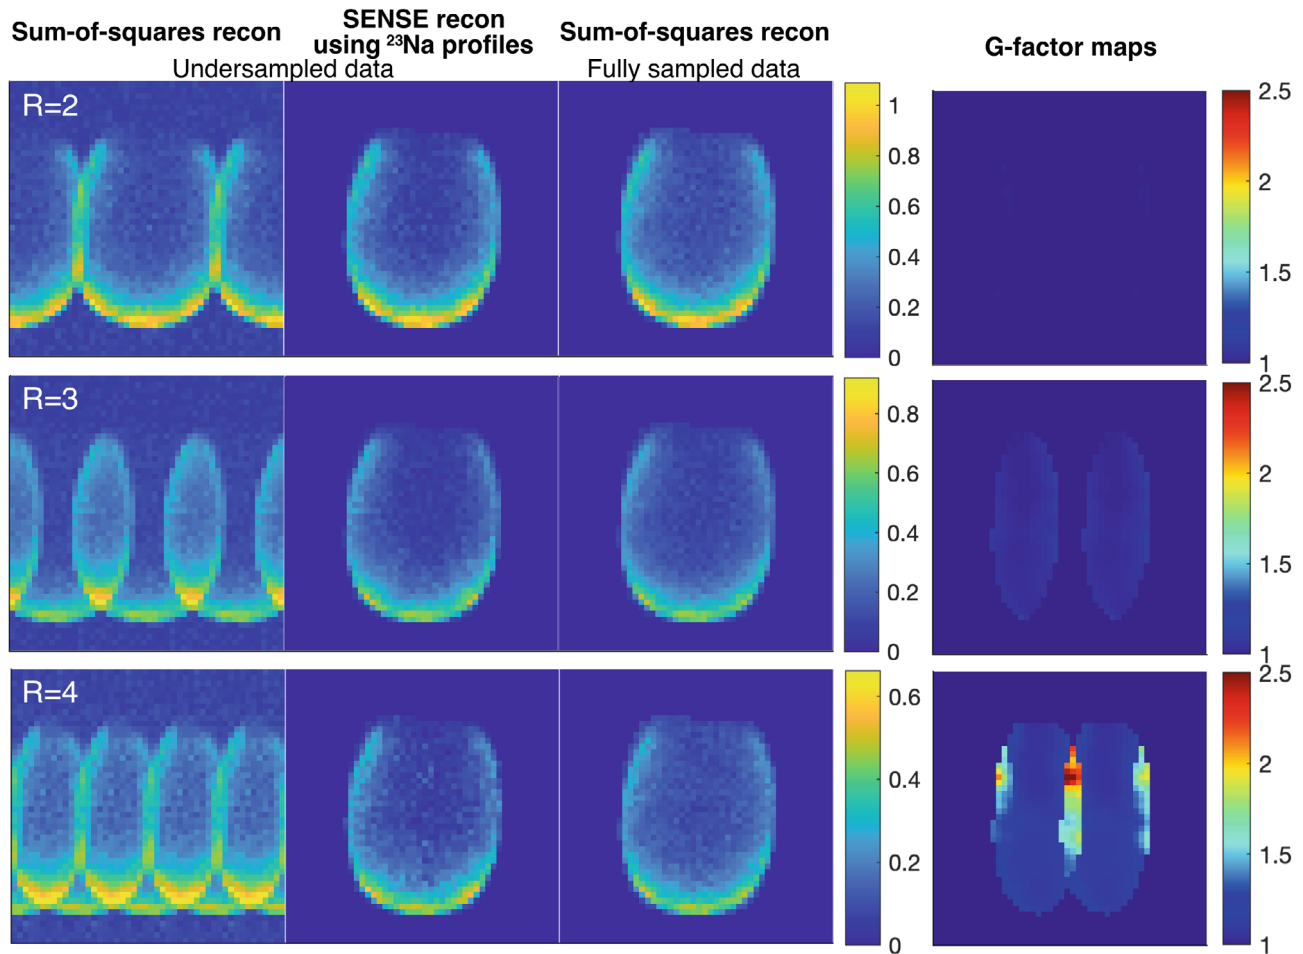 Sum-of-squares recon
SENSE recon
using ²³Na profiles
Sum-of-squares recon
G-factor maps
Undersampled data
Fully sampled data
R=2
1
0.8
0.6
0.4
0.2
0
2.5
2
1.5
1
R=3
0.8
0.6
0.4
0.2
0
2.5
2
1.5
1
R=4
0.6
0.4
0.2
0
2.5
2
1.5
1